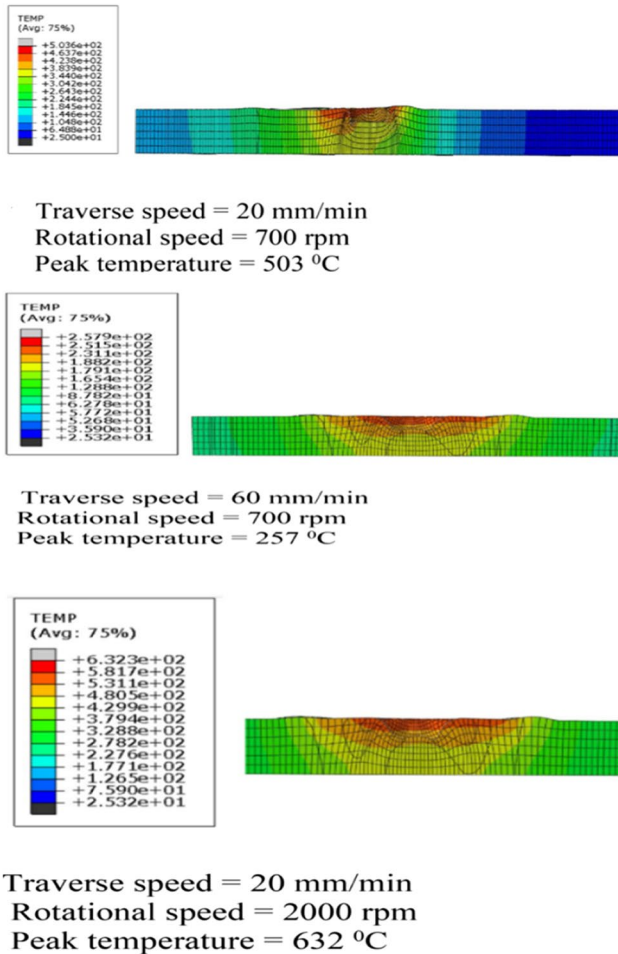 TEMP
(Avg: 75%)
+5.036e+02
+4.637e+02
+4.238e+02
+3.839e+02
+3.440e+02
+3.042e+02
+2.643e+02
+2.244e+02
+1.845e+02
+1.446e+02
+1.048e+02
+6.488e+01
+2.500e+01
Traverse speed = 20 mm/min
Rotational speed = 700 rpm
Peak temperature = 503 ⁰C
TEMP
(Avg: 75%)
+2.579e+02
+2.515e+02
+2.311e+02
+1.882e+02
+1.791e+02
+1.654e+02
+1.288e+02
+8.782e+01
+6.278e+01
+5.772e+01
+5.268e+01
+3.590e+01
+2.532e+01
Traverse speed = 60 mm/min
Rotational speed = 700 rpm
Peak temperature = 257 ⁰C
TEMP
(Avg: 75%)
+6.323e+02
+5.817e+02
+5.311e+02
+4.805e+02
+4.299e+02
+3.794e+02
+3.288e+02
+2.782e+02
+2.276e+02
+1.771e+02
+1.265e+02
+7.590e+01
+2.532e+01
Traverse speed = 20 mm/min
Rotational speed = 2000 rpm
Peak temperature = 632 ⁰C